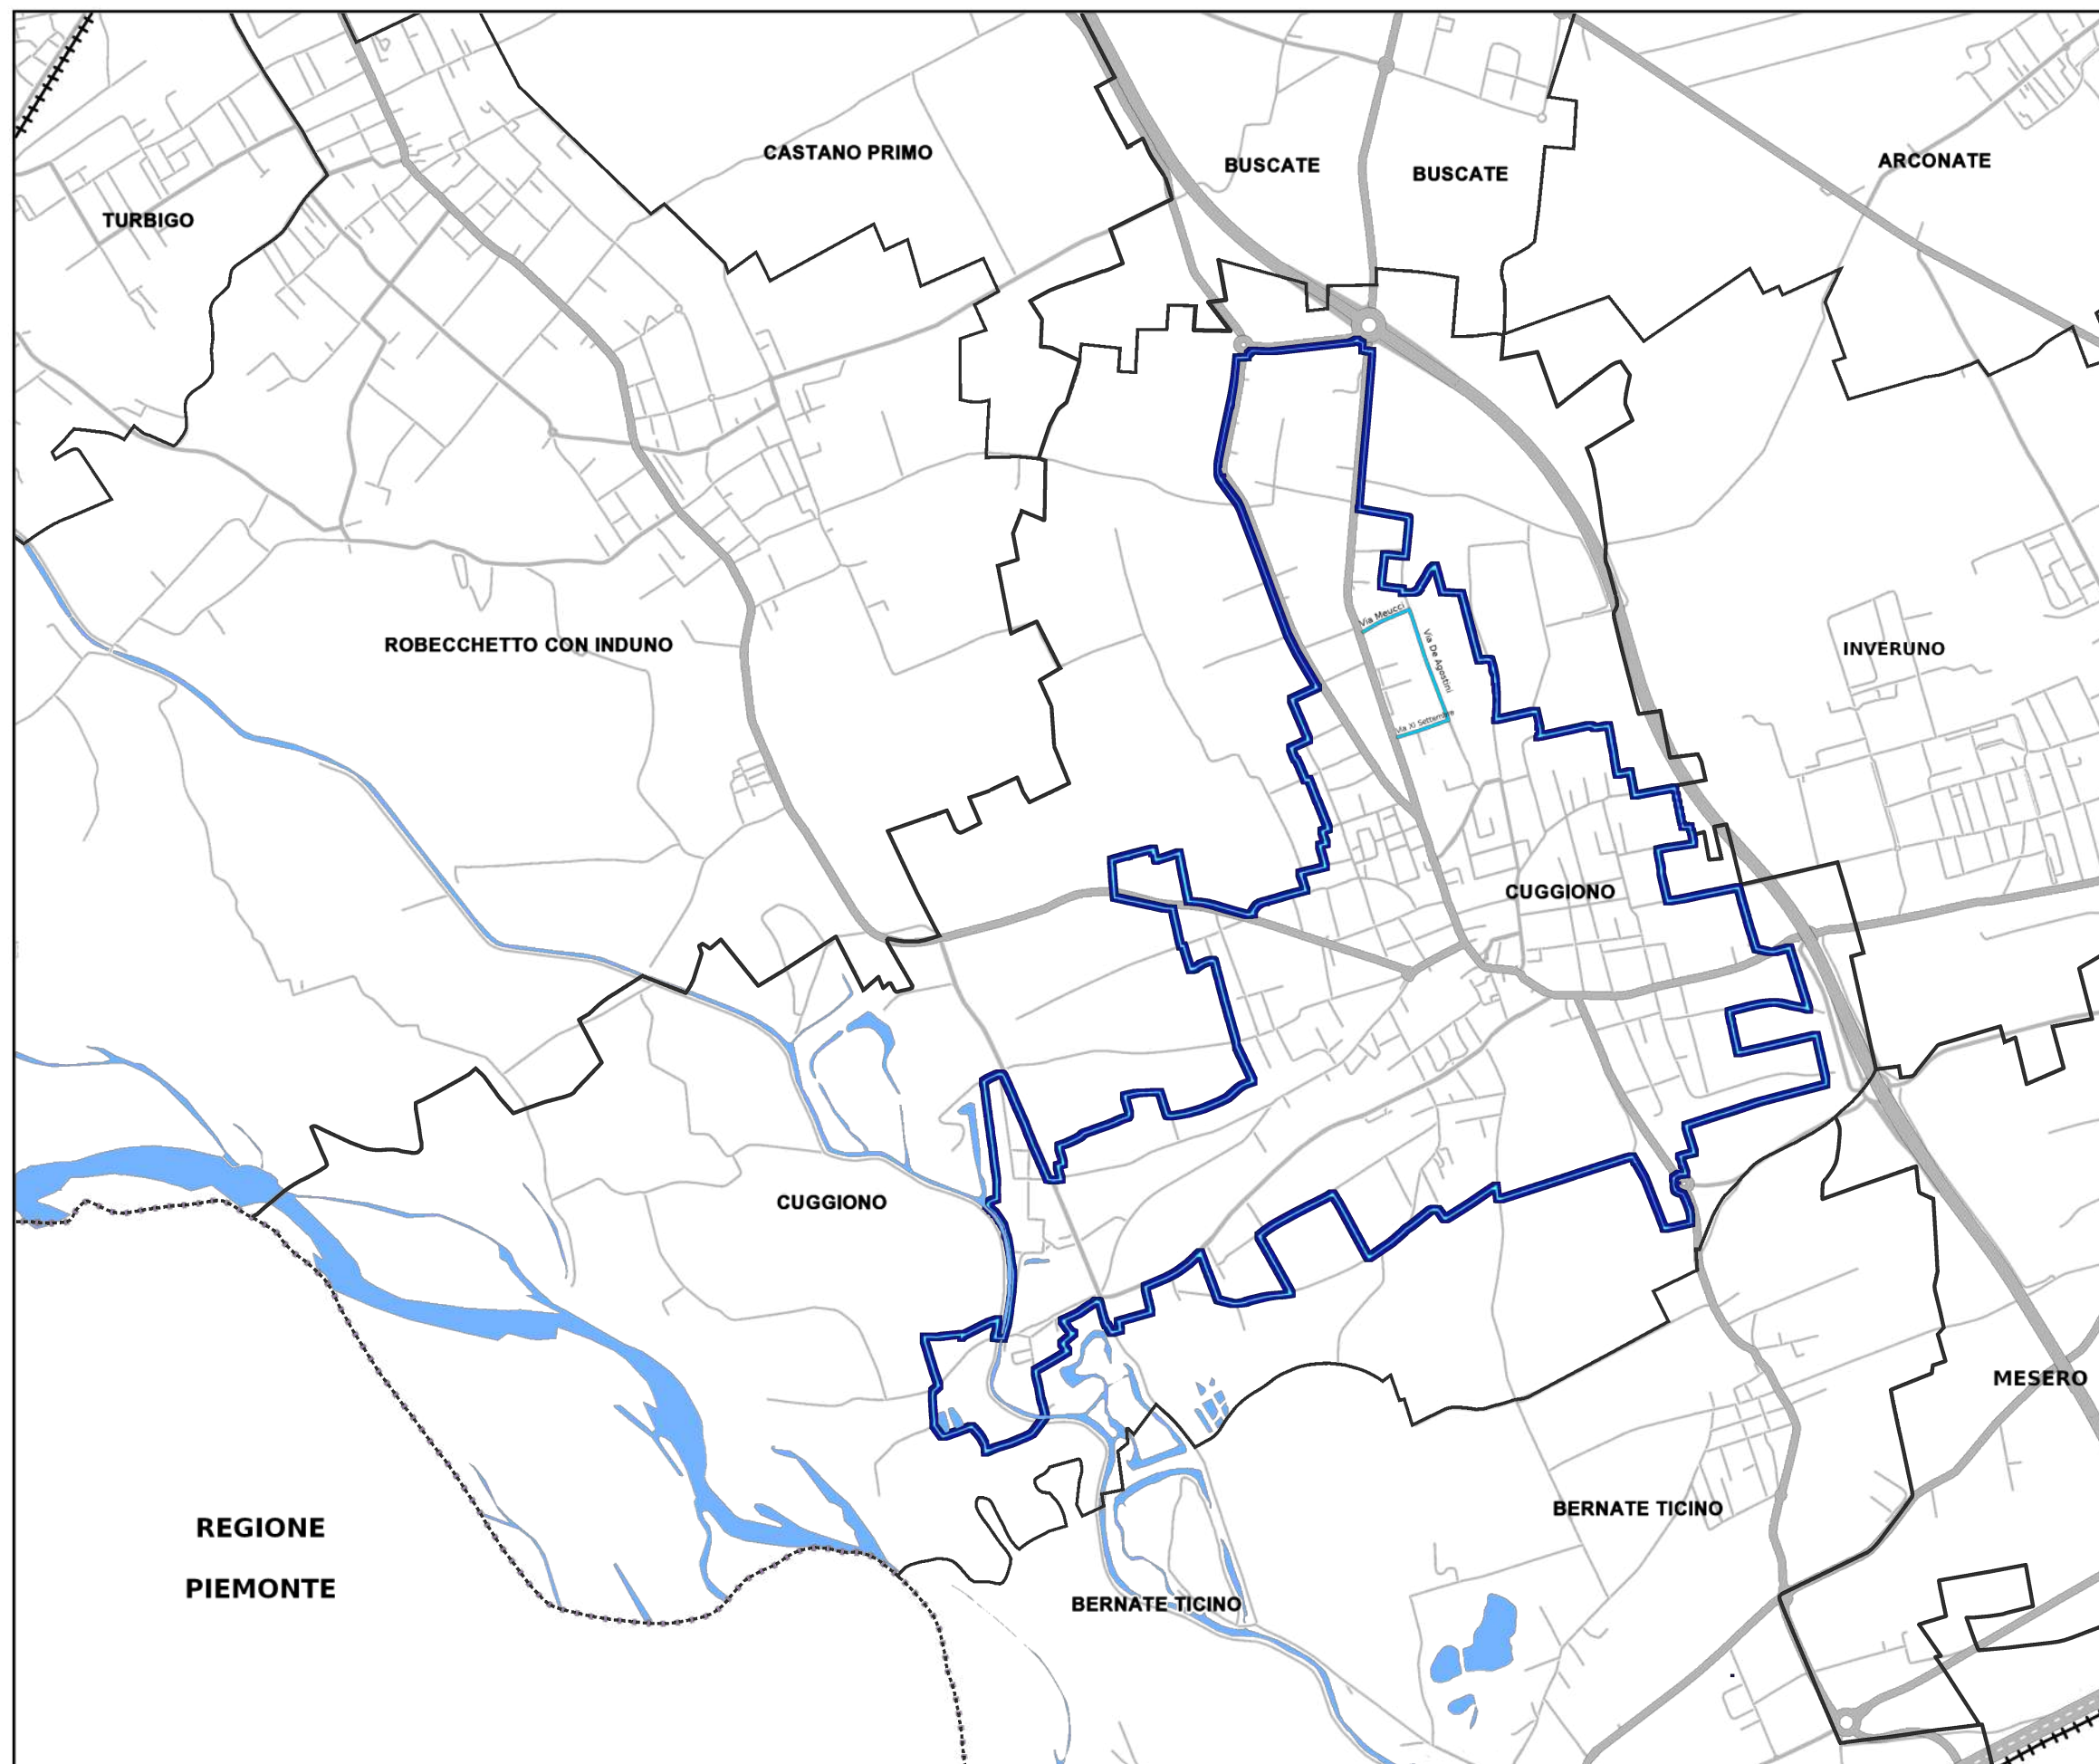 CASTANO PRIMO
BUSCATE
BUSCATE
ARCONATE
TURBIGO
Via Meucci
Via De Agostini
ROBECCHETTO CON INDUNO
INVERUNO
Via XI Settembre
CUGGIONO
CUGGIONO
MESERO
BERNATE TICINO
REGIONE
PIEMONTE
BERNATE TICINO